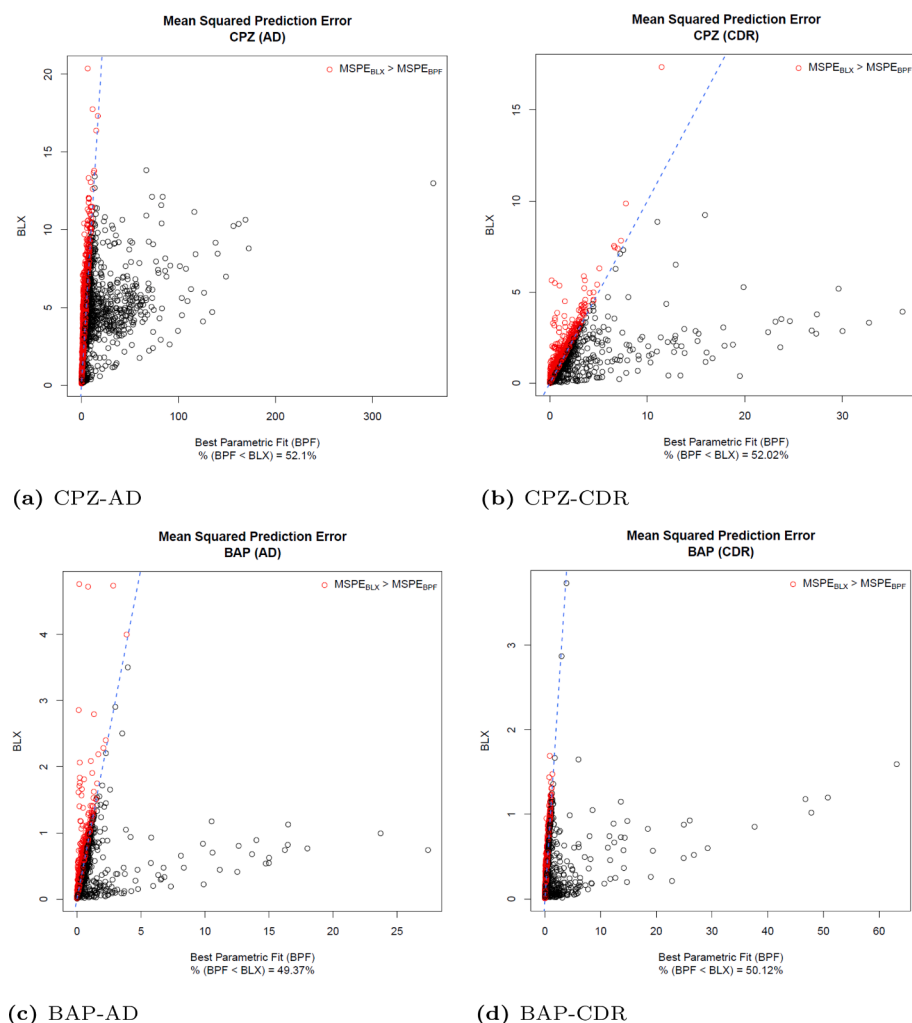 Mean Squared Prediction Error
CPZ (AD)
MSPE_BLX > MSPE_BPF
BLX
20
15
10
5
0
0 100 200 300
Best Parametric Fit (BPF)
% (BPF < BLX) = 52.1%
(a) CPZ-AD
Mean Squared Prediction Error
CPZ (CDR)
MSPE_BLX > MSPE_BPF
BLX
15
10
5
0
0 10 20 30
Best Parametric Fit (BPF)
% (BPF < BLX) = 52.02%
(b) CPZ-CDR
Mean Squared Prediction Error
BAP (AD)
MSPE_BLX > MSPE_BPF
BLX
4
3
2
1
0
0 5 10 15 20 25
Best Parametric Fit (BPF)
% (BPF < BLX) = 49.37%
(c) BAP-AD
Mean Squared Prediction Error
BAP (CDR)
MSPE_BLX > MSPE_BPF
BLX
3
2
1
0
0 10 20 30 40 50 60
Best Parametric Fit (BPF)
% (BPF < BLX) = 50.12%
(d) BAP-CDR